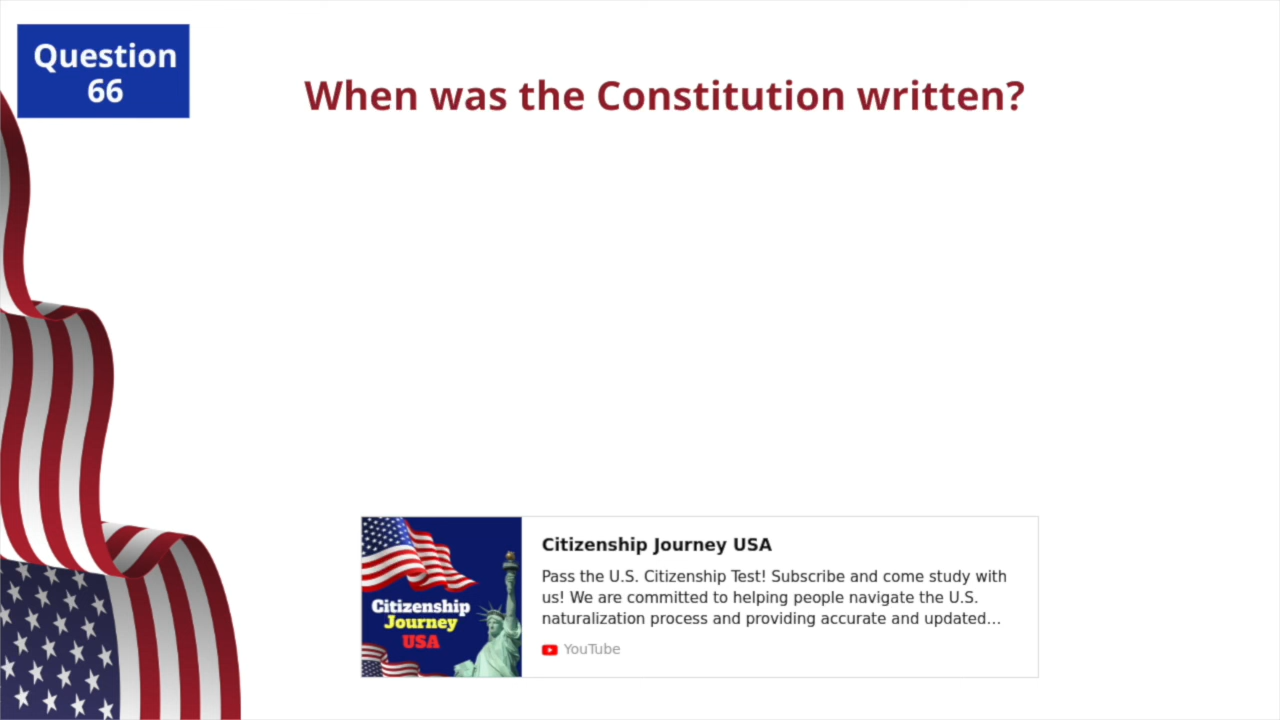 Question
66
When was the Constitution written?
Citizenship Journey USA
Pass the U.S. Citizenship Test! Subscribe and come study with
us! We are committed to helping people navigate the U.S.
naturalization process and providing accurate and updated...
YouTube
Citizenship
Journey
USA